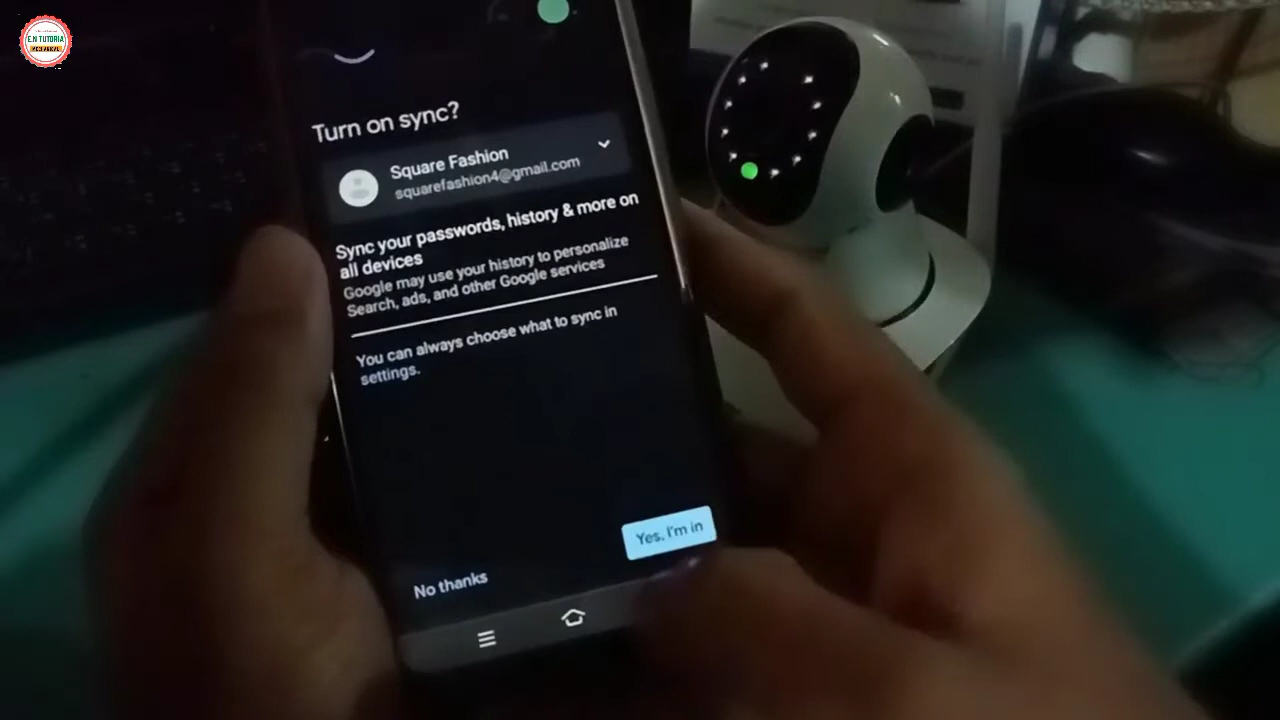 E.N TUTORIA
Turn on sync?
Square Fashion
squarefashion4@gmail.com
Sync your passwords, history & more on
all devices
Google may use your history to personalize
Search, ads, and other Google services
You can always choose what to sync in
settings.
Yes, I'm in
No thanks